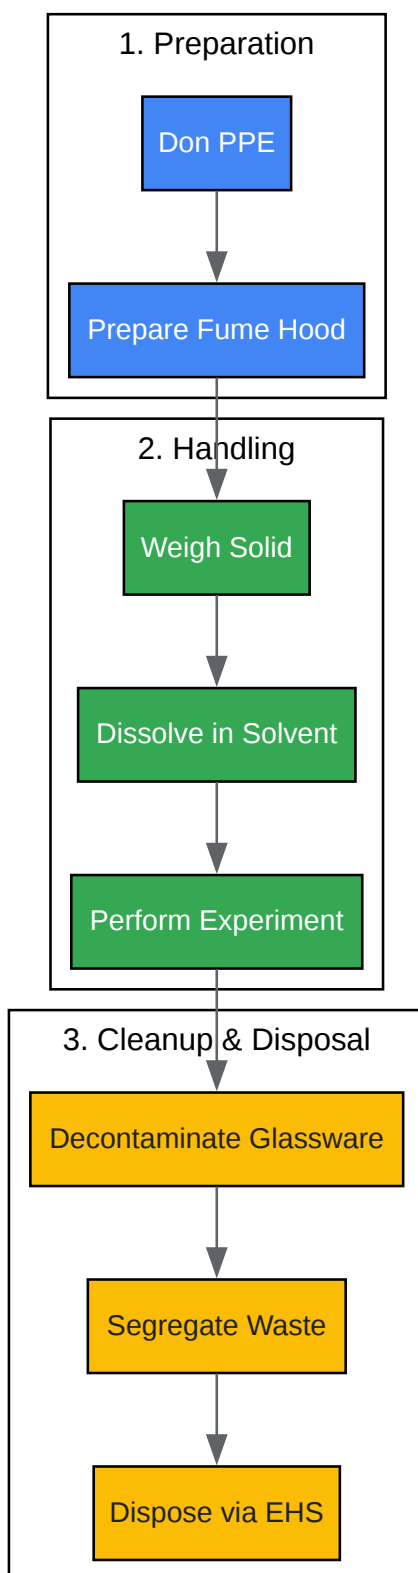 1. Preparation
Don PPE
Prepare Fume Hood
2. Handling
Weigh Solid
Dissolve in Solvent
Perform Experiment
3. Cleanup & Disposal
Decontaminate Glassware
Segregate Waste
Dispose via EHS